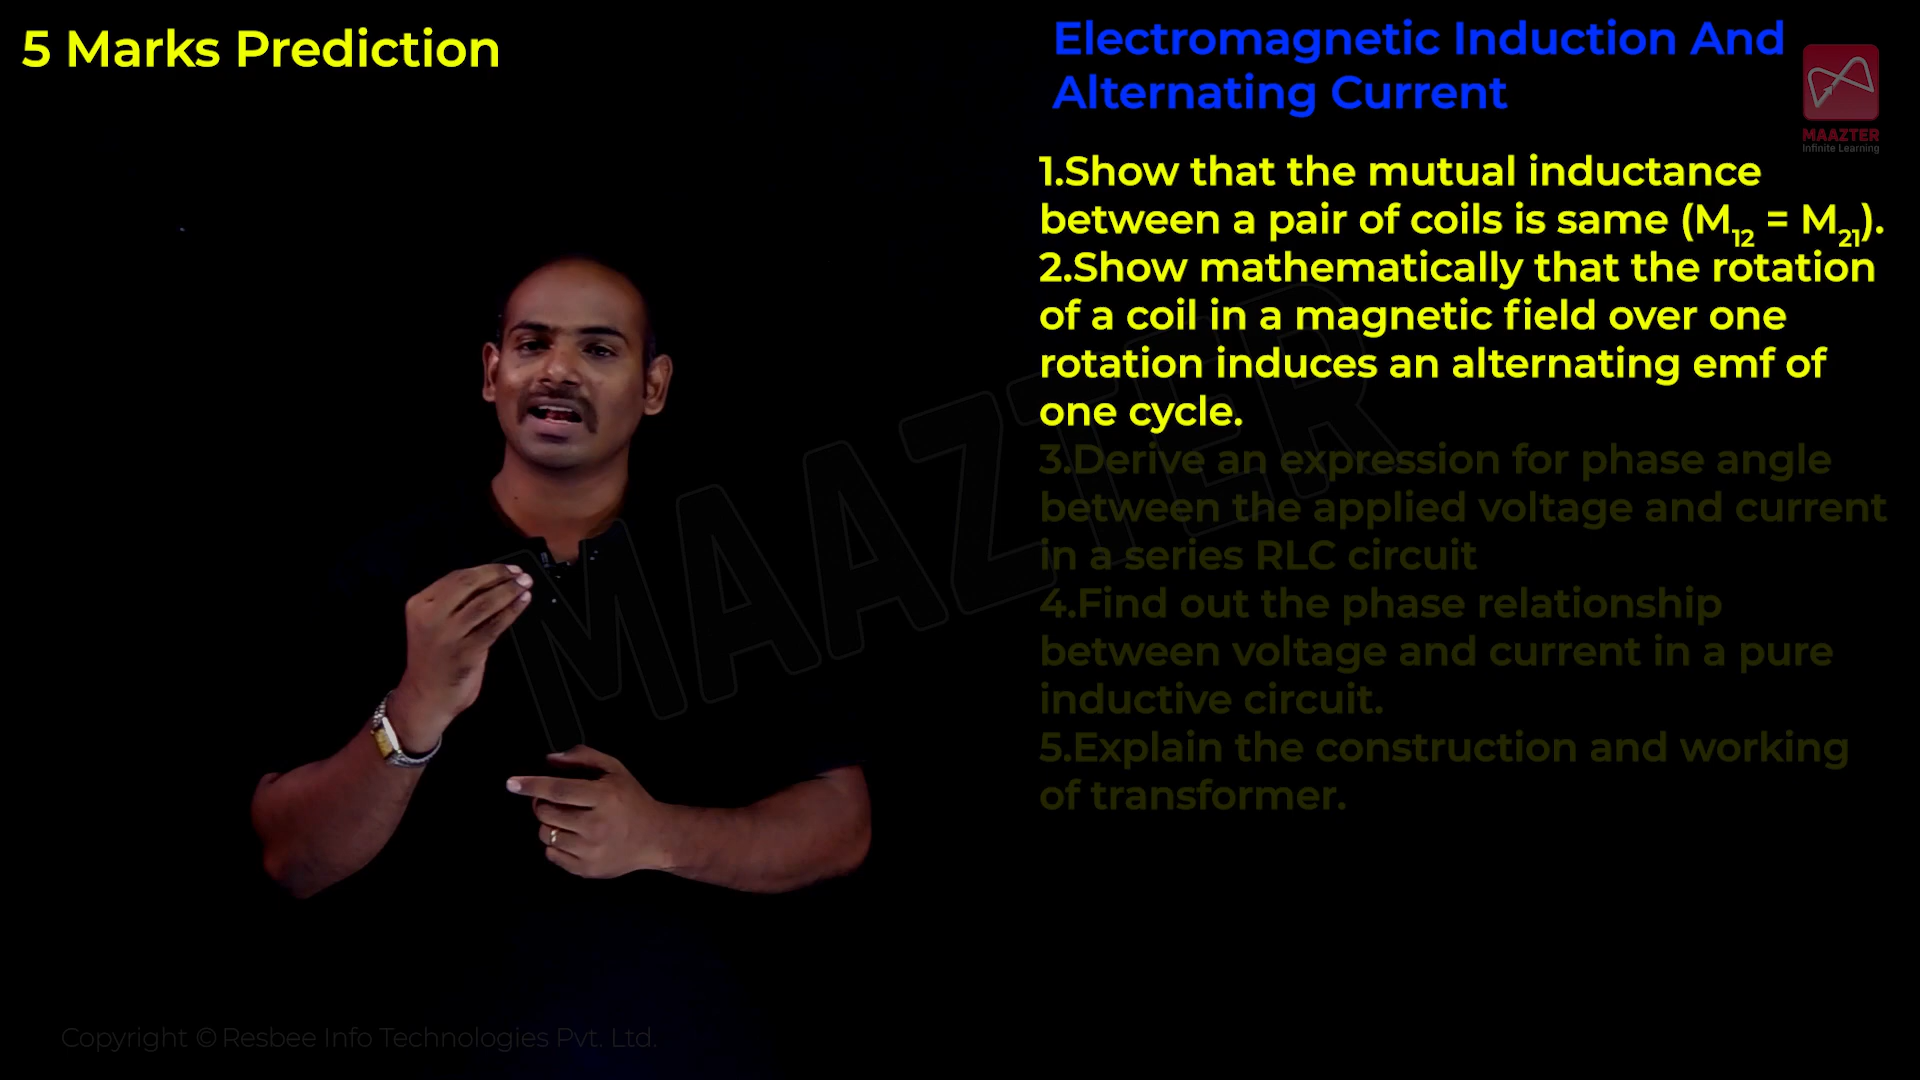 5 Marks Prediction
Electromagnetic Induction And
Alternating Current
MAAZTER
Infinite Learning
1.Show that the mutual inductance
between a pair of coils is same (M₁₂ = M₂₁).
2.Show mathematically that the rotation
of a coil in a magnetic field over one
rotation induces an alternating emf of
one cycle.
3.Derive an expression for phase angle
between the applied voltage and current
in a series RLC circuit
4.Find out the phase relationship
between voltage and current in a pure
inductive circuit.
5.Explain the construction and working
of transformer.
MAAZTER
Copyright © Resbee Info Technologies Pvt. Ltd.